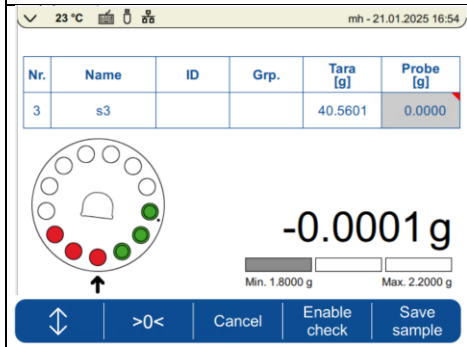 23 °C mh - 21.01.2025 16:54
Nr. Name ID Grp. Tara [g] Probe [g]
3 s3 40.5601 0.0000
-0.0001 g
Min. 1.8000 g Max. 2.2000 g
>0< Cancel Enable check Save sample